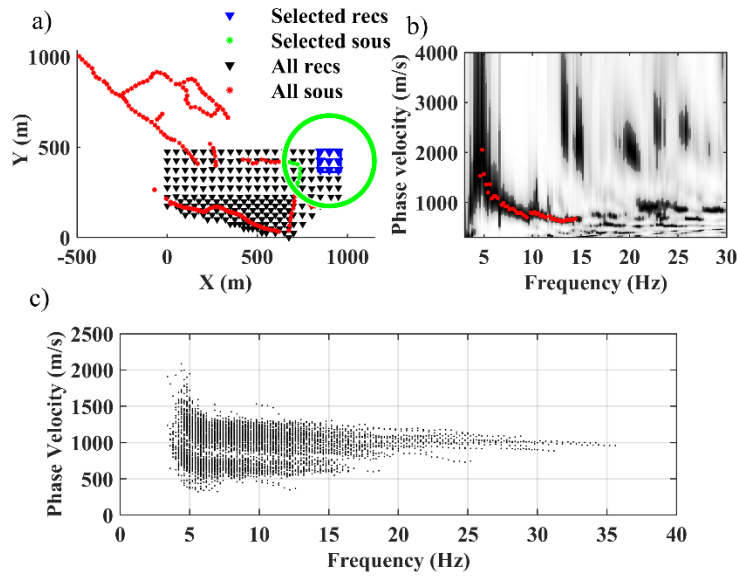 a)
Selected recs
Selected sous
All recs
All sous
1000
500
0
Y (m)
-500
0
500
1000
X (m)
b)
4000
3000
2000
1000
Phase velocity (m/s)
5
10
15
20
25
30
Frequency (Hz)
c)
2500
2000
1500
1000
500
0
Phase Velocity (m/s)
0
5
10
15
20
25
30
35
40
Frequency (Hz)